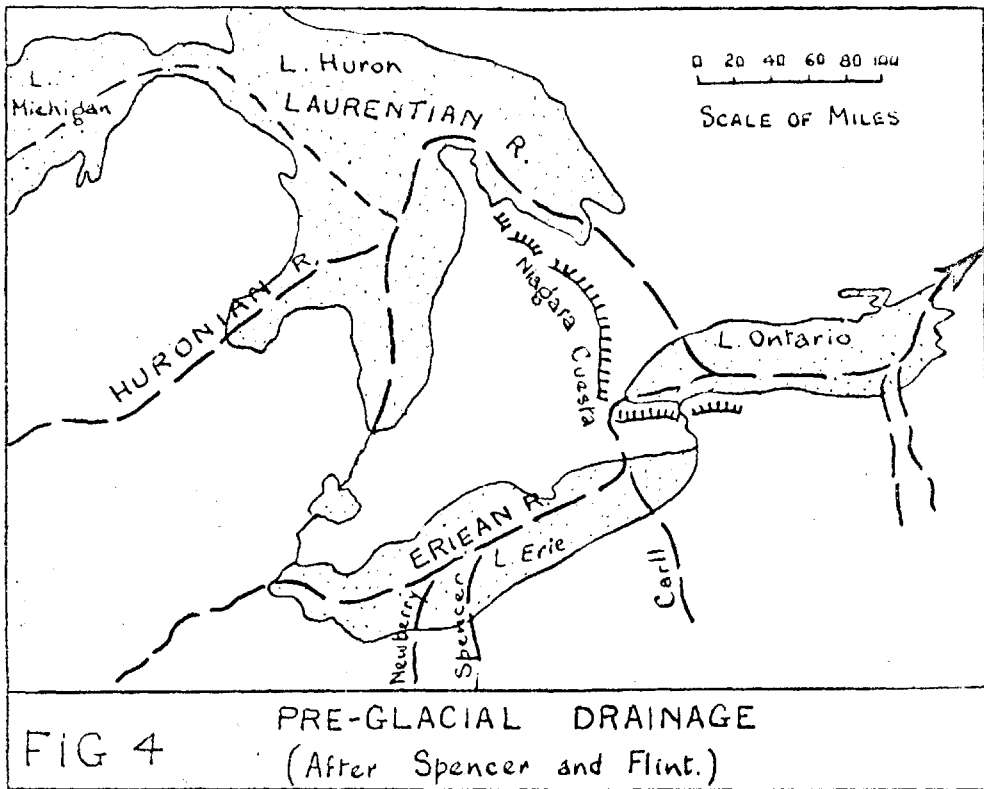 L. Michigan
L. Huron
LAURENTIAN R.
0 20 40 60 80 100
SCALE OF MILES
HURONIAN R.
Niagara Cuesta
L. Ontario
ERIEAN R.
L. Erie
Newberry
Spencer
Carll
FIG 4
PRE-GLACIAL DRAINAGE
(After Spencer and Flint.)